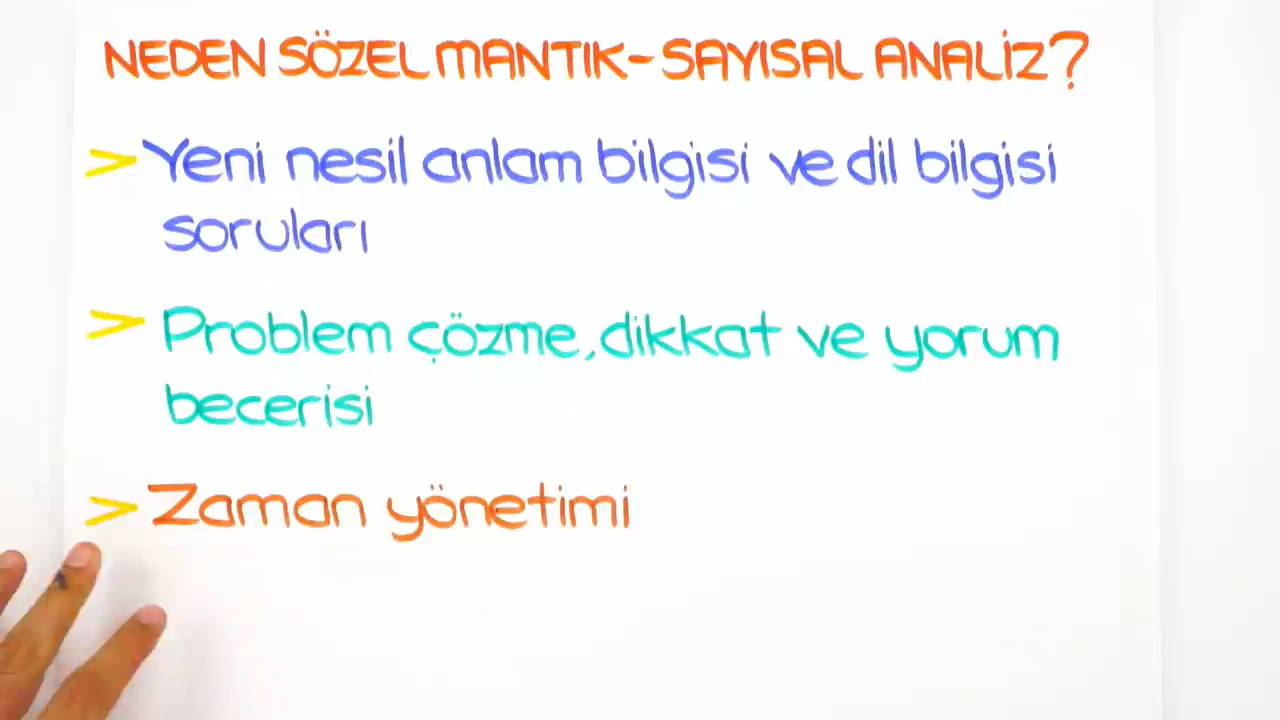 NEDEN SÖZEL MANTIK-SAYISAL ANALİZ?
> Yeni nesil anlam bilgisi ve dil bilgisi
soruları
> Problem çözme, dikkat ve yorum
becerisi
> Zaman yönetimi